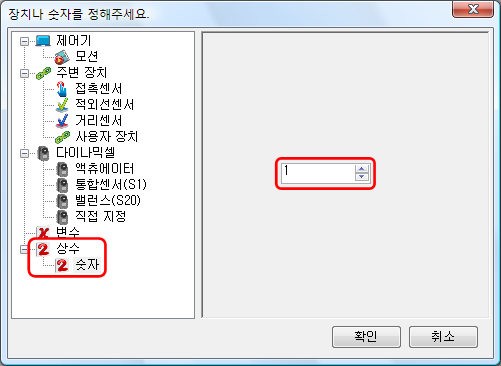 장치나 숫자를 정해주세요.
제어기
모션
주변 장치
접촉센서
적외선센서
거리센서
사용자 장치
다이나믹셀
액츄에이터
통합센서(S1)
밸런스(S20)
직접 지정
변수
상수
숫자
1
확인
취소